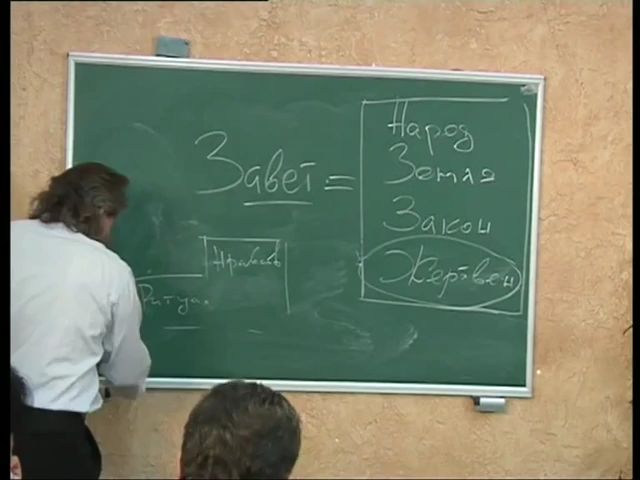 Завет =
Народ
Земля
Закон
Жертвен
Нравств
Ритуал